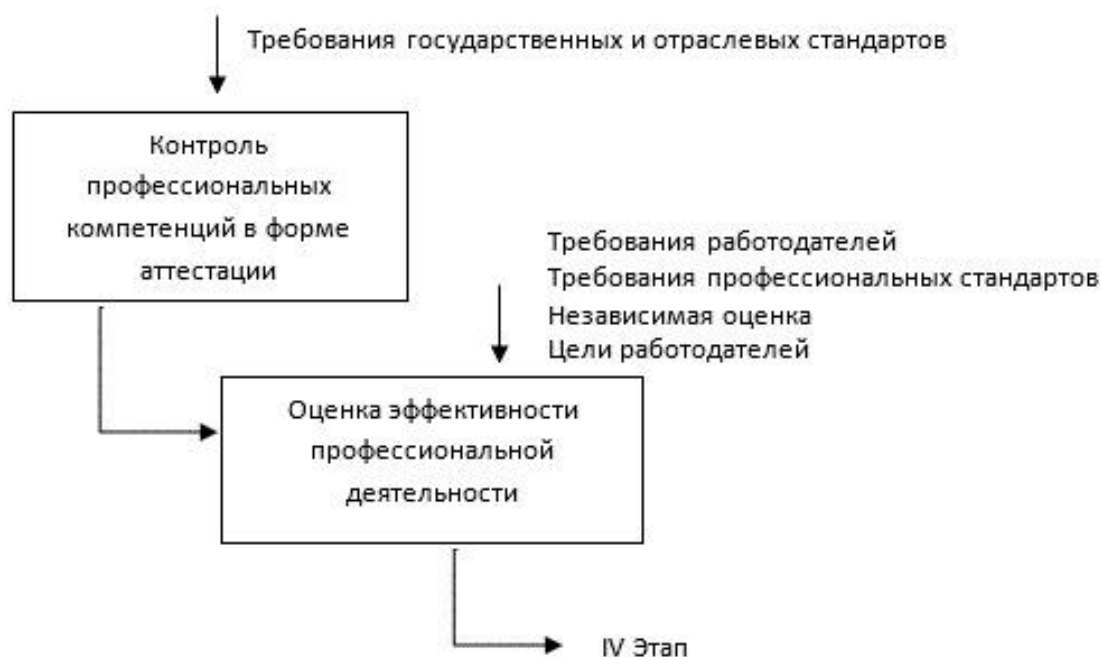 Требования государственных и отраслевых стандартов
Контроль
профессиональных
компетенций в форме
аттестации
Требования работодателей
Требования профессиональных стандартов
Независимая оценка
Цели работодателей
Оценка эффективности
профессиональной
деятельности
IV Этап